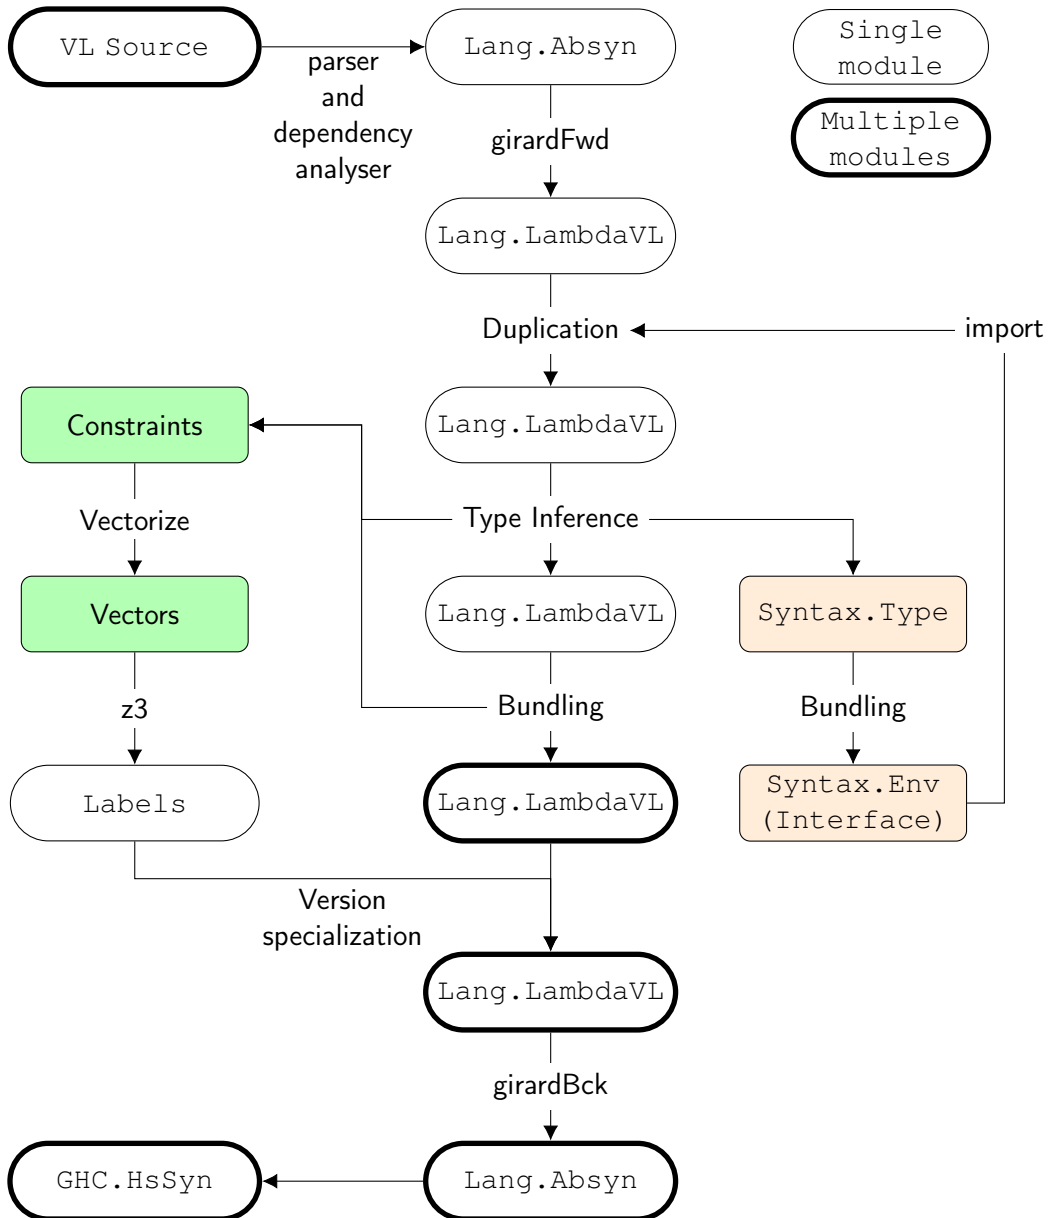 VL Source
Lang.Absyn
Single
module
parser
and
dependency
analyser
Multiple
modules
girardFwd
Lang.LambdaVL
Duplication
import
Constraints
Lang.LambdaVL
Vectorize
Type Inference
Vectors
Lang.LambdaVL
Syntax.Type
z3
Bundling
Bundling
Labels
Lang.LambdaVL
Syntax.Env
(Interface)
Version
specialization
Lang.LambdaVL
girardBck
GHC.HsSyn
Lang.Absyn